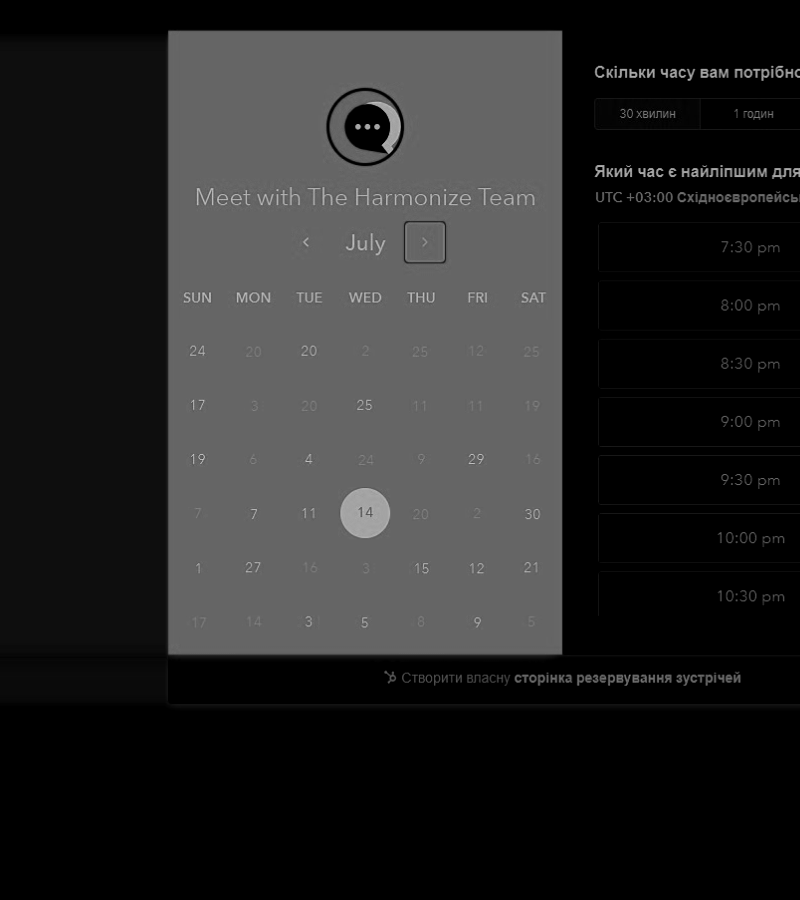 Meet with The Harmonize Team
July
SUN MON TUE WED THU FRI SAT
24 20 20 2 25 12 25
17 3 20 25 11 11 19
19 6 4 24 9 29 16
7 7 11 14 20 2 30
1 27 16 3 15 12 21
17 14 3 5 8 9 5
Скільки часу вам потрібно
30 хвилин 1 годин
Який час є найліпшим для
UTC +03:00 Східноєвропейсь
7:30 pm
8:00 pm
8:30 pm
9:00 pm
9:30 pm
10:00 pm
10:30 pm
Створити власну сторінка резервування зустрічей